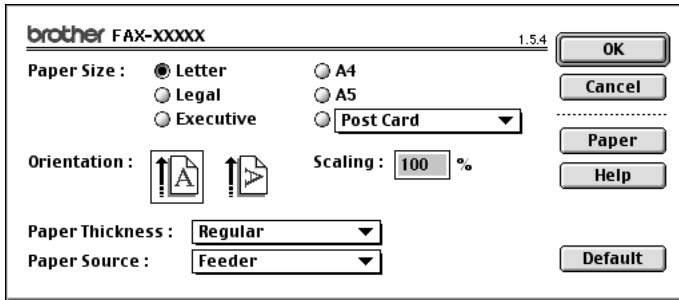 brother FAX-XXXXX
1.5.4
OK
Paper Size : Letter A4
Cancel
Legal A5
Executive Post Card
Paper
Orientation : A A Scaling : 100 %
Help
Paper Thickness : Regular
Paper Source : Feeder
Default